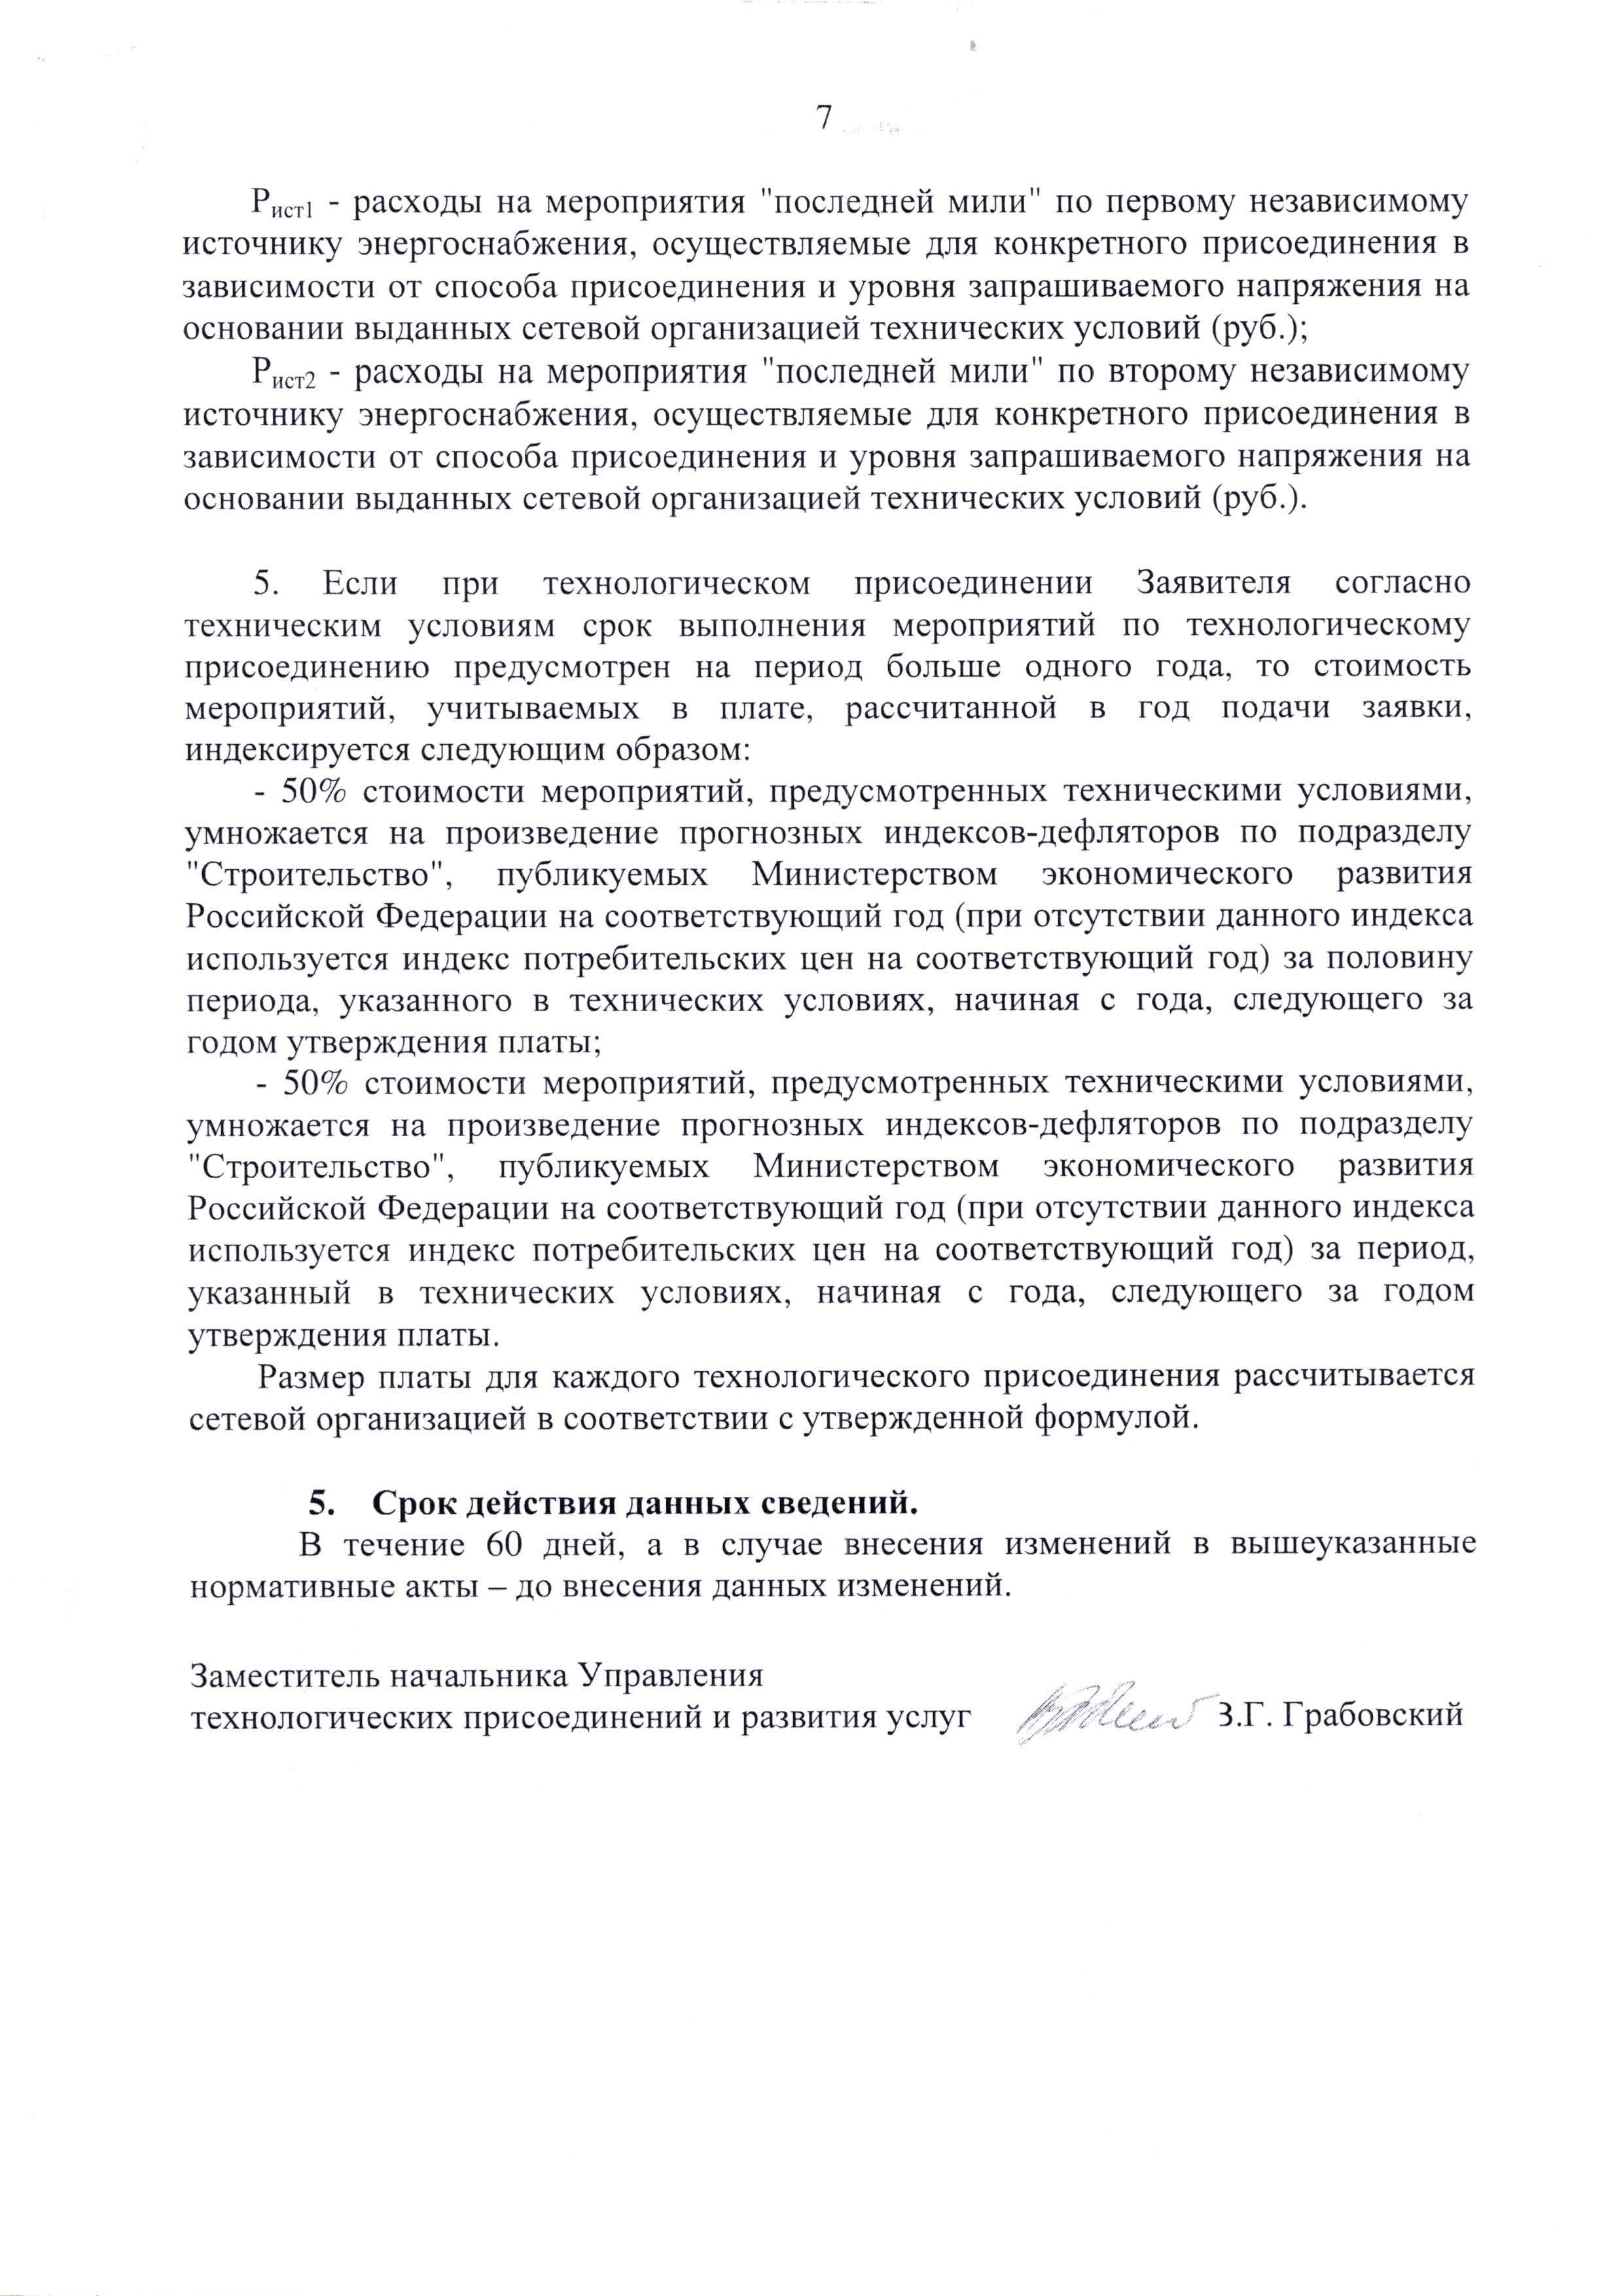 7
Рист1 - расходы на мероприятия "последней мили" по первому независимому
источнику энергоснабжения, осуществляемые для конкретного присоединения в
зависимости от способа присоединения и уровня запрашиваемого напряжения на
основании выданных сетевой организацией технических условий (руб.);
Рист2 - расходы на мероприятия "последней мили" по второму независимому
источнику энергоснабжения, осуществляемые для конкретного присоединения в
зависимости от способа присоединения и уровня запрашиваемого напряжения на
основании выданных сетевой организацией технических условий (руб.).
5. Если при технологическом присоединении Заявителя согласно
техническим условиям срок выполнения мероприятий по технологическому
присоединению предусмотрен на период больше одного года, то стоимость
мероприятий, учитываемых в плате, рассчитанной в год подачи заявки,
индексируется следующим образом:
- 50% стоимости мероприятий, предусмотренных техническими условиями,
умножается на произведение прогнозных индексов-дефляторов по подразделу
"Строительство", публикуемых Министерством экономического развития
Российской Федерации на соответствующий год (при отсутствии данного индекса
используется индекс потребительских цен на соответствующий год) за половину
периода, указанного в технических условиях, начиная с года, следующего за
годом утверждения платы;
- 50% стоимости мероприятий, предусмотренных техническими условиями,
умножается на произведение прогнозных индексов-дефляторов по подразделу
"Строительство", публикуемых Министерством экономического развития
Российской Федерации на соответствующий год (при отсутствии данного индекса
используется индекс потребительских цен на соответствующий год) за период,
указанный в технических условиях, начиная с года, следующего за годом
утверждения платы.
Размер платы для каждого технологического присоединения рассчитывается
сетевой организацией в соответствии с утвержденной формулой.
5. Срок действия данных сведений.
В течение 60 дней, а в случае внесения изменений в вышеуказанные
нормативные акты – до внесения данных изменений.
Заместитель начальника Управления
технологических присоединений и развития услуг З.Г. Грабовский